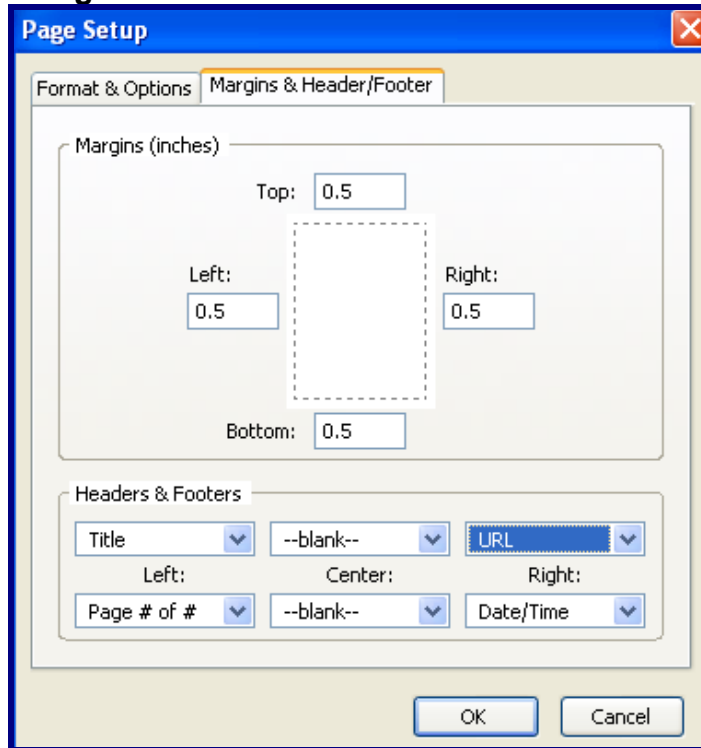 Page Setup
Format & Options Margins & Header/Footer
Margins (inches)
Top: 0.5
Left: Right:
0.5 0.5
Bottom: 0.5
Headers & Footers
Title --blank-- URL
Left: Center: Right:
Page # of # --blank-- Date/Time
OK Cancel